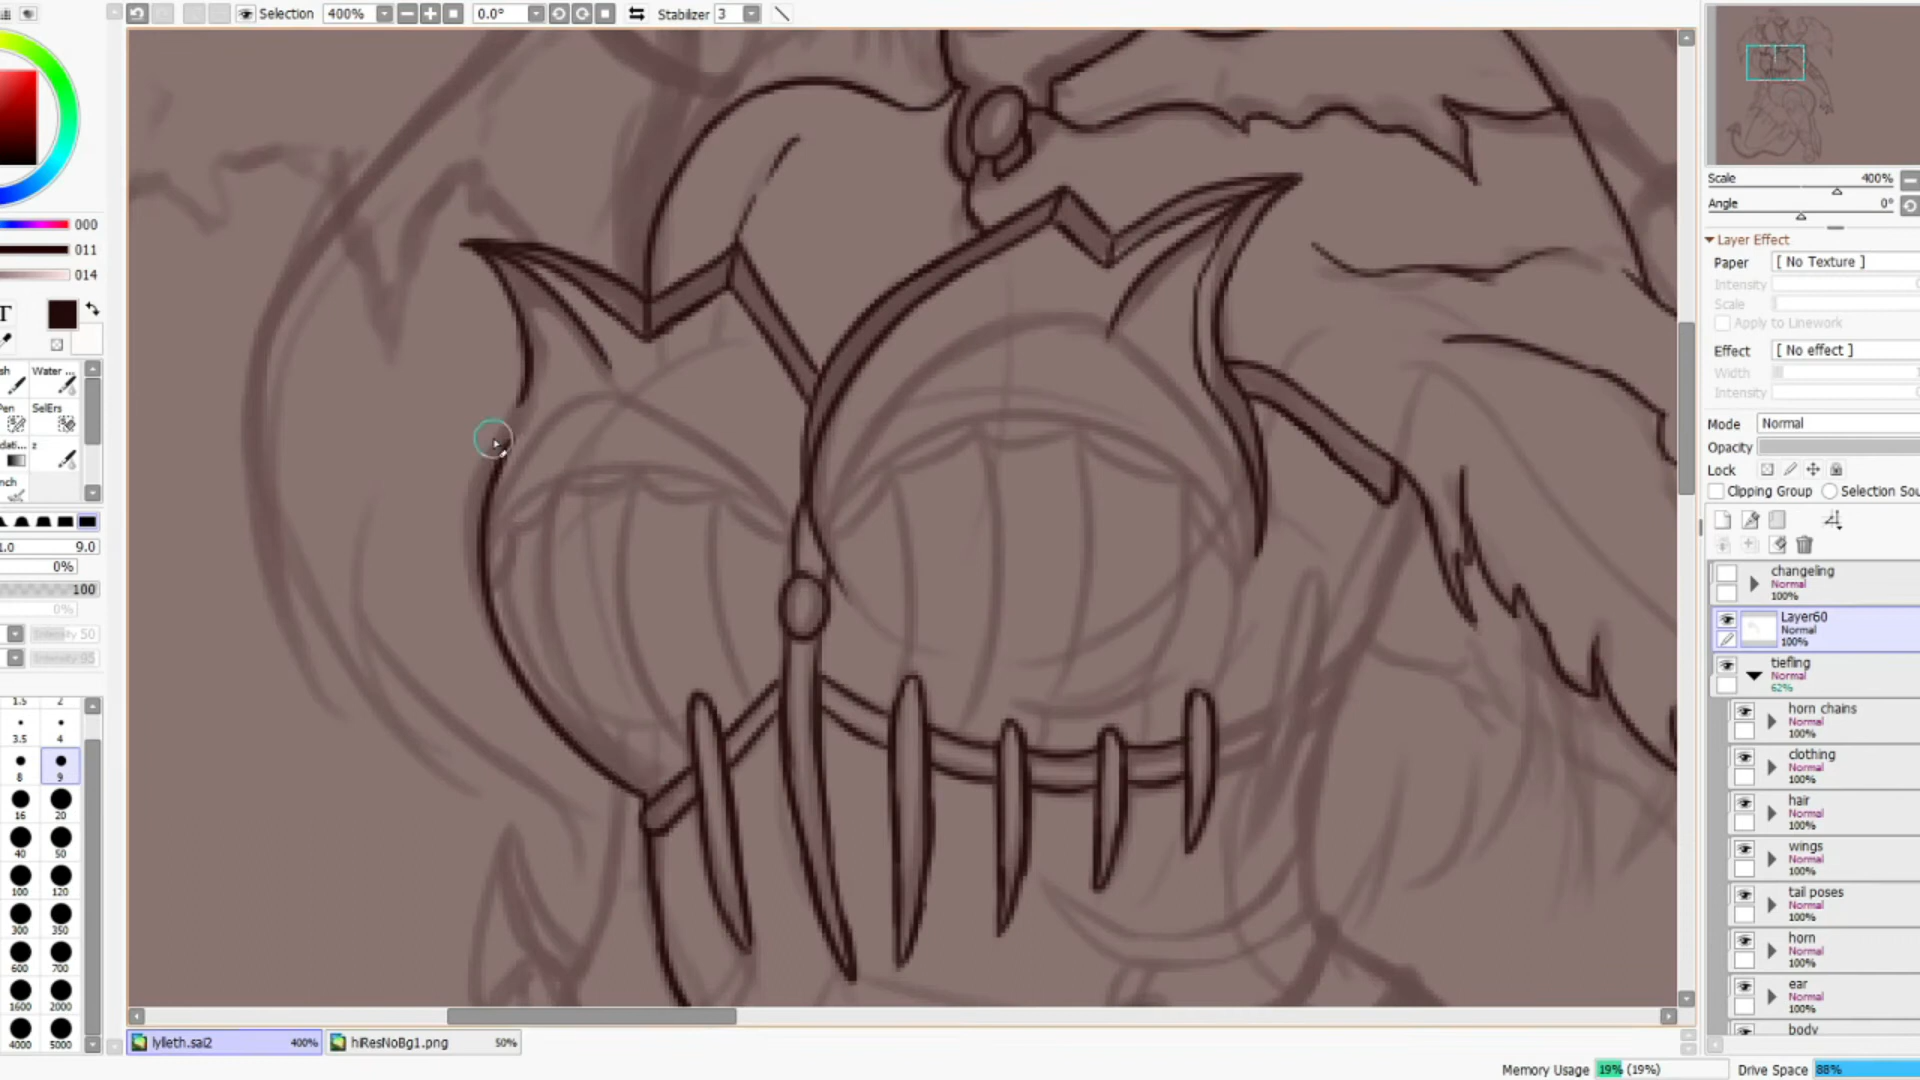 Selection 400% 0.0° Stabilizer 3
000
011
014
T
Water ...
Pen SelErs
z
1.0 9.0
0%
100
0%
Intensity 50
Intensity 95
1.5 2
3.5 4
8 9
16 20
40 50
100 120
300 350
600 700
1600 2000
4000 5000
lylleth.sai2 400% hiResNoBg1.png 50%
Memory Usage 19% (19%) Drive Space 88%
Scale 400%
Angle 0°
Layer Effect
Paper [ No Texture ]
Intensity
Scale
Apply to Linework
Effect [ No effect ]
Width
Intensity
Mode Normal
Opacity
Lock
Clipping Group Selection Sou
changeling
Normal
100%
Layer60
Normal
100%
tiefling
Normal
62%
horn chains
Normal
100%
clothing
Normal
100%
hair
Normal
100%
wings
Normal
100%
tail poses
Normal
100%
horn
Normal
100%
ear
Normal
100%
body